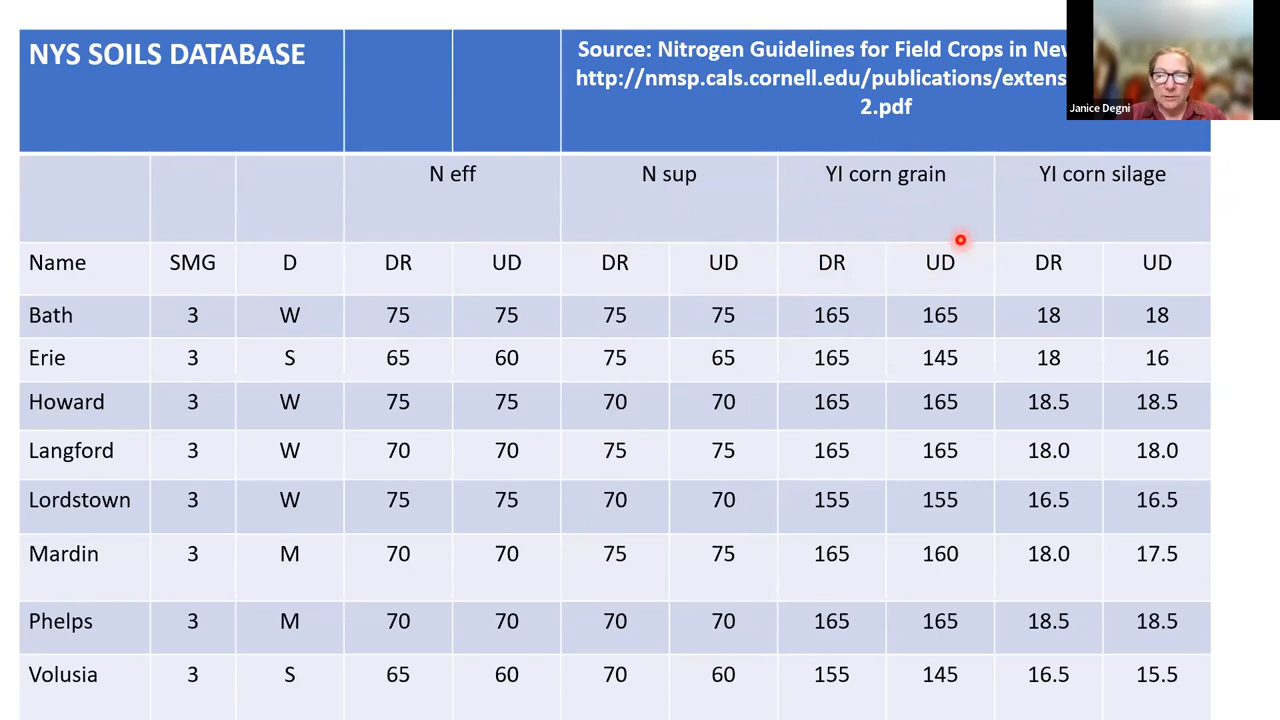 NYS SOILS DATABASE
Source: Nitrogen Guidelines for Field Crops in
http://nmsp.cals.cornell.edu/publications/extens
2.pdf
Janice Degni
N eff N sup YI corn grain YI corn silage
Name SMG D DR UD DR UD DR UD DR UD
Bath 3 W 75 75 75 75 165 165 18 18
Erie 3 S 65 60 75 65 165 145 18 16
Howard 3 W 75 75 70 70 165 165 18.5 18.5
Langford 3 W 70 70 75 75 165 165 18.0 18.0
Lordstown 3 W 75 75 70 70 155 155 16.5 16.5
Mardin 3 M 70 70 75 75 165 160 18.0 17.5
Phelps 3 M 70 70 70 70 165 165 18.5 18.5
Volusia 3 S 65 60 70 60 155 145 16.5 15.5